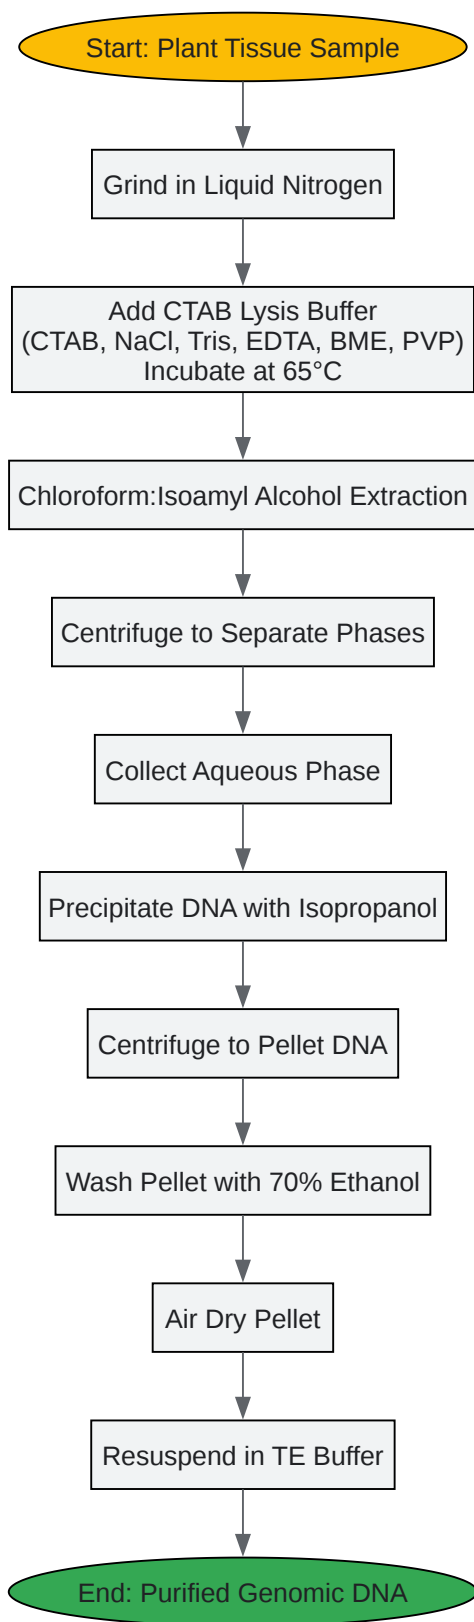 Start: Plant Tissue Sample
Grind in Liquid Nitrogen
Add CTAB Lysis Buffer
(CTAB, NaCl, Tris, EDTA, BME, PVP)
Incubate at 65°C
Chloroform:Isoamyl Alcohol Extraction
Centrifuge to Separate Phases
Collect Aqueous Phase
Precipitate DNA with Isopropanol
Centrifuge to Pellet DNA
Wash Pellet with 70% Ethanol
Air Dry Pellet
Resuspend in TE Buffer
End: Purified Genomic DNA